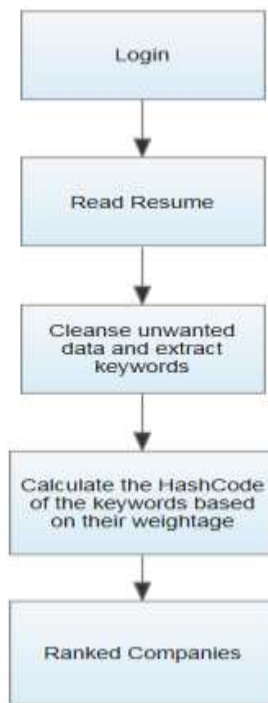 Login
Read Resume
Cleanse unwanted
data and extract
keywords
Calculate the HashCode
of the keywords based
on their weightage
Ranked Companies